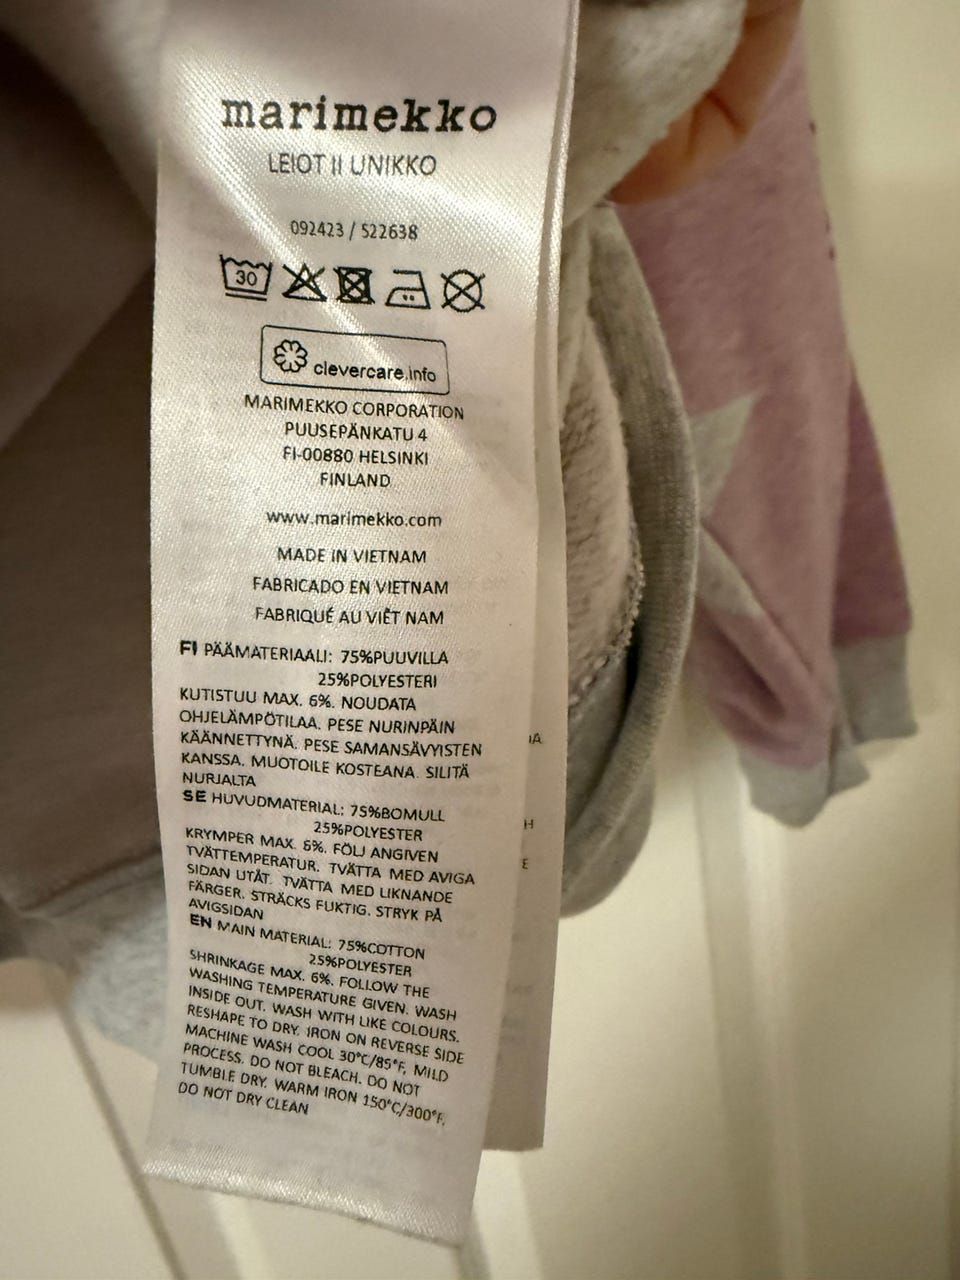 marimekko
LEIOT II UNIKKO
092423 / 522638
30
clevercare.info
MARIMEKKO CORPORATION
PUUSEPÄNKATU 4
FI-00880 HELSINKI
FINLAND
www.marimekko.com
MADE IN VIETNAM
FABRICADO EN VIETNAM
FABRIQUÉ AU VIÊT NAM
FI PÄÄMATERIAALI: 75%PUUVILLA
25%POLYESTERI
KUTISTUU MAX. 6%. NOUDATA
OHJELÄMPÖTILAA. PESE NURINPÄIN
KÄÄNNETTYNÄ. PESE SAMANSÄVYISTEN
KANSSA. MUOTOILE KOSTEANA. SILITÄ
NURJALTA
SE HUVUDMATERIAL: 75%BOMULL
25%POLYESTER
KRYMPER MAX. 6%. FÖLJ ANGIVEN
TVÄTTEMPERATUR. TVÄTTA MED AVIGA
SIDAN UTÅT. TVÄTTA MED LIKNANDE
FÄRGER. STRÄCKS FUKTIG. STRYK PÅ
AVIGSIDAN
EN MAIN MATERIAL: 75%COTTON
25%POLYESTER
SHRINKAGE MAX. 6%. FOLLOW THE
WASHING TEMPERATURE GIVEN. WASH
INSIDE OUT. WASH WITH LIKE COLOURS.
RESHAPE TO DRY. IRON ON REVERSE SIDE
MACHINE WASH COOL 30°C/85°F, MILD
PROCESS. DO NOT BLEACH. DO NOT
TUMBLE DRY. WARM IRON 150°C/300°F.
DO NOT DRY CLEAN